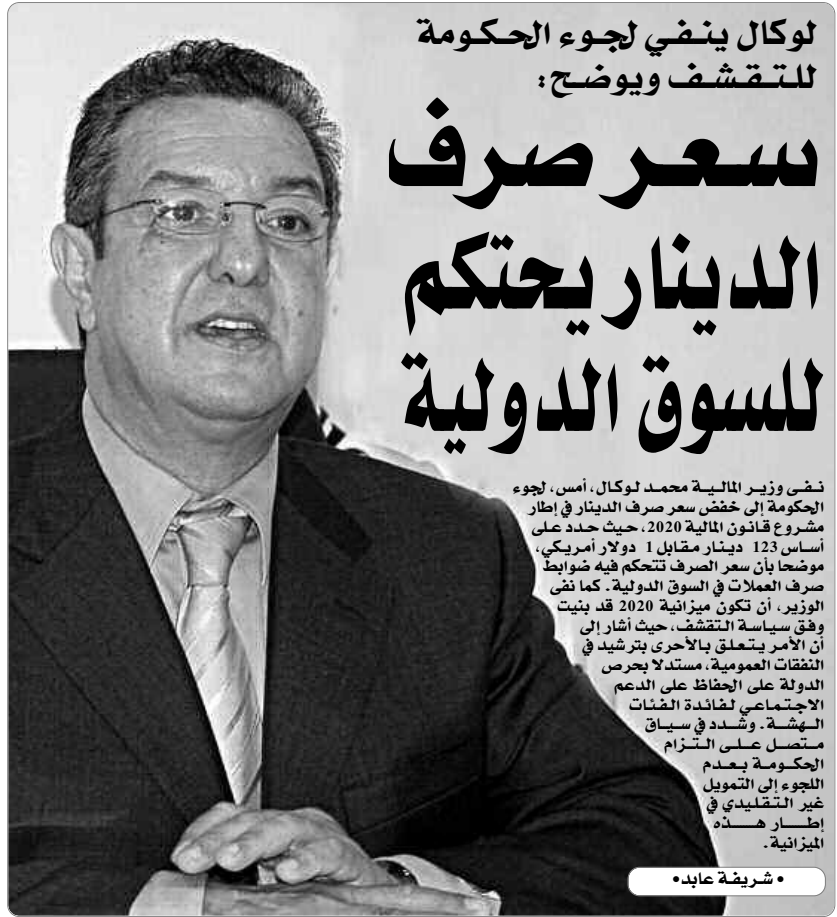 لوكال ينفي لجوء الحكومة
للتقشف ويوضح:
سعر صرف
الدينار يحتكم
للسوق الدولية
نفى وزير المالية محمد لوكال، أمس، لجوء
الحكومة إلى خفض سعر صرف الدينار في إطار
مشروع قانون المالية 2020، حيث حدد على
أساس 123 دينار مقابل 1 دولار أمريكي،
موضحا بأن سعر الصرف تتحكم فيه ضوابط
صرف العملات في السوق الدولية. كما نفى
الوزير، أن تكون ميزانية 2020 قد بنيت
وفق سياسة التقشف، حيث أشار إلى
أن الأمر يتعلق بالأحرى بترشيد في
النفقات العمومية، مستدلا بحرص
الدولة على الحفاظ على الدعم
الاجتماعي لفائدة الفئات
الهشة. وشدد في سياق
متصل على التزام
الحكومة بعدم
اللجوء إلى التمويل
غير التقليدي في
إطار هذه
الميزانية.
• شريفة عابد•